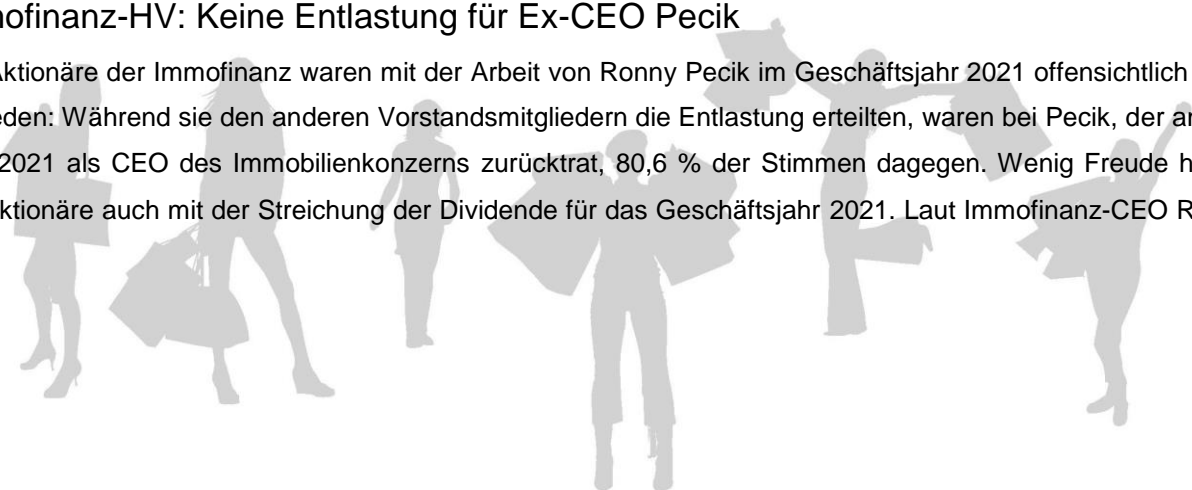 nofinanz-HV: Keine Entlastung für Ex-CEO Pecik
Aktionäre der Immofinanz waren mit der Arbeit von Ronny Pecik im Geschäftsjahr 2021 offensichtlich
eden: Während sie den anderen Vorstandsmitgliedern die Entlastung erteilten, waren bei Pecik, der a
2021 als CEO des Immobilienkonzerns zurücktrat, 80,6 % der Stimmen dagegen. Wenig Freude h
ktionäre auch mit der Streichung der Dividende für das Geschäftsjahr 2021. Laut Immofinanz-CEO R